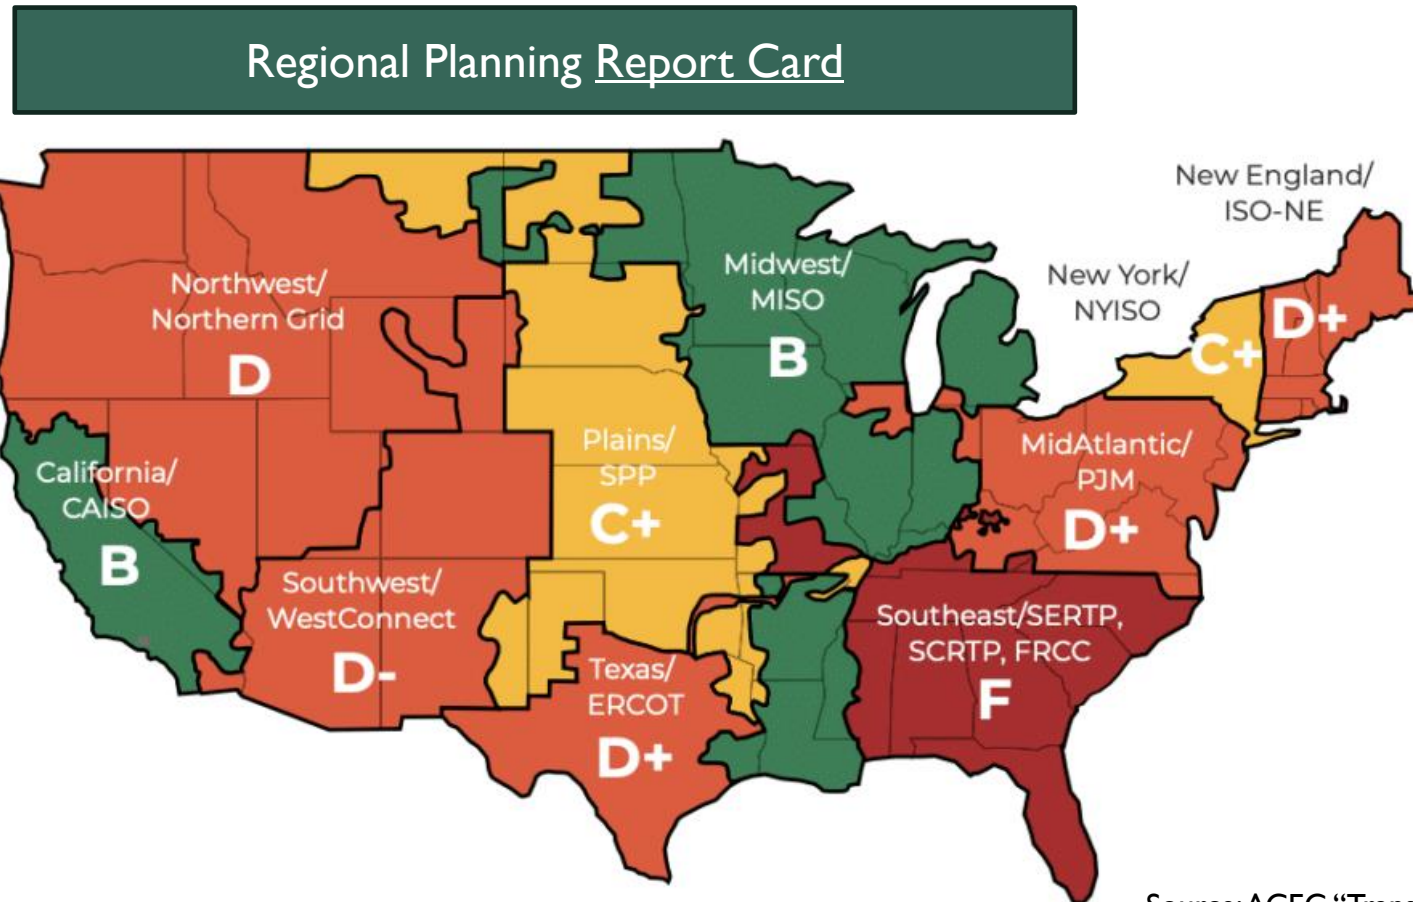 Regional Planning Report Card
New England/
ISO-NE
New York/
NYISO
D+
C+
Midwest/
MISO
B
Northwest/
Northern Grid
D
California/
CAISO
B
Plains/
SPP
C+
MidAtlantic/
PJM
D+
Southwest/
WestConnect
D-
Texas/
ERCOT
D+
Southeast/SERTP,
SCRTP, FRCC
F